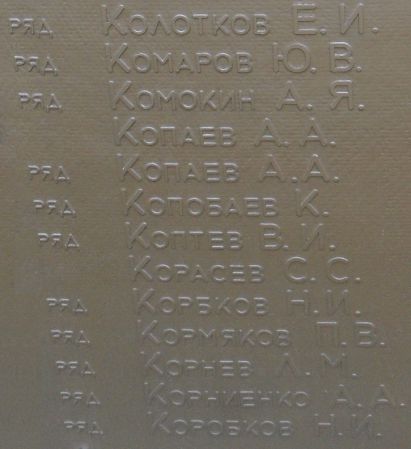 РЯД КОЛОТКОВ Е. И.
РЯД КОМАРОВ Ю. В.
РЯД КОМОКИН А. Я.
КОПАЕВ А. А.
РЯД КОПАЕВ А. А.
РЯД КОПОБАЕВ К.
РЯД КОПТЕВ В. И.
КОРАСЕВ С. С.
РЯД КОРБКОВ Н. И.
РЯД КОРМЯКОВ П. В.
РЯД КОРНЕВ Л. М.
РЯД КОРНИЕНКО А. А.
РЯД КОРОБКОВ Н. И.